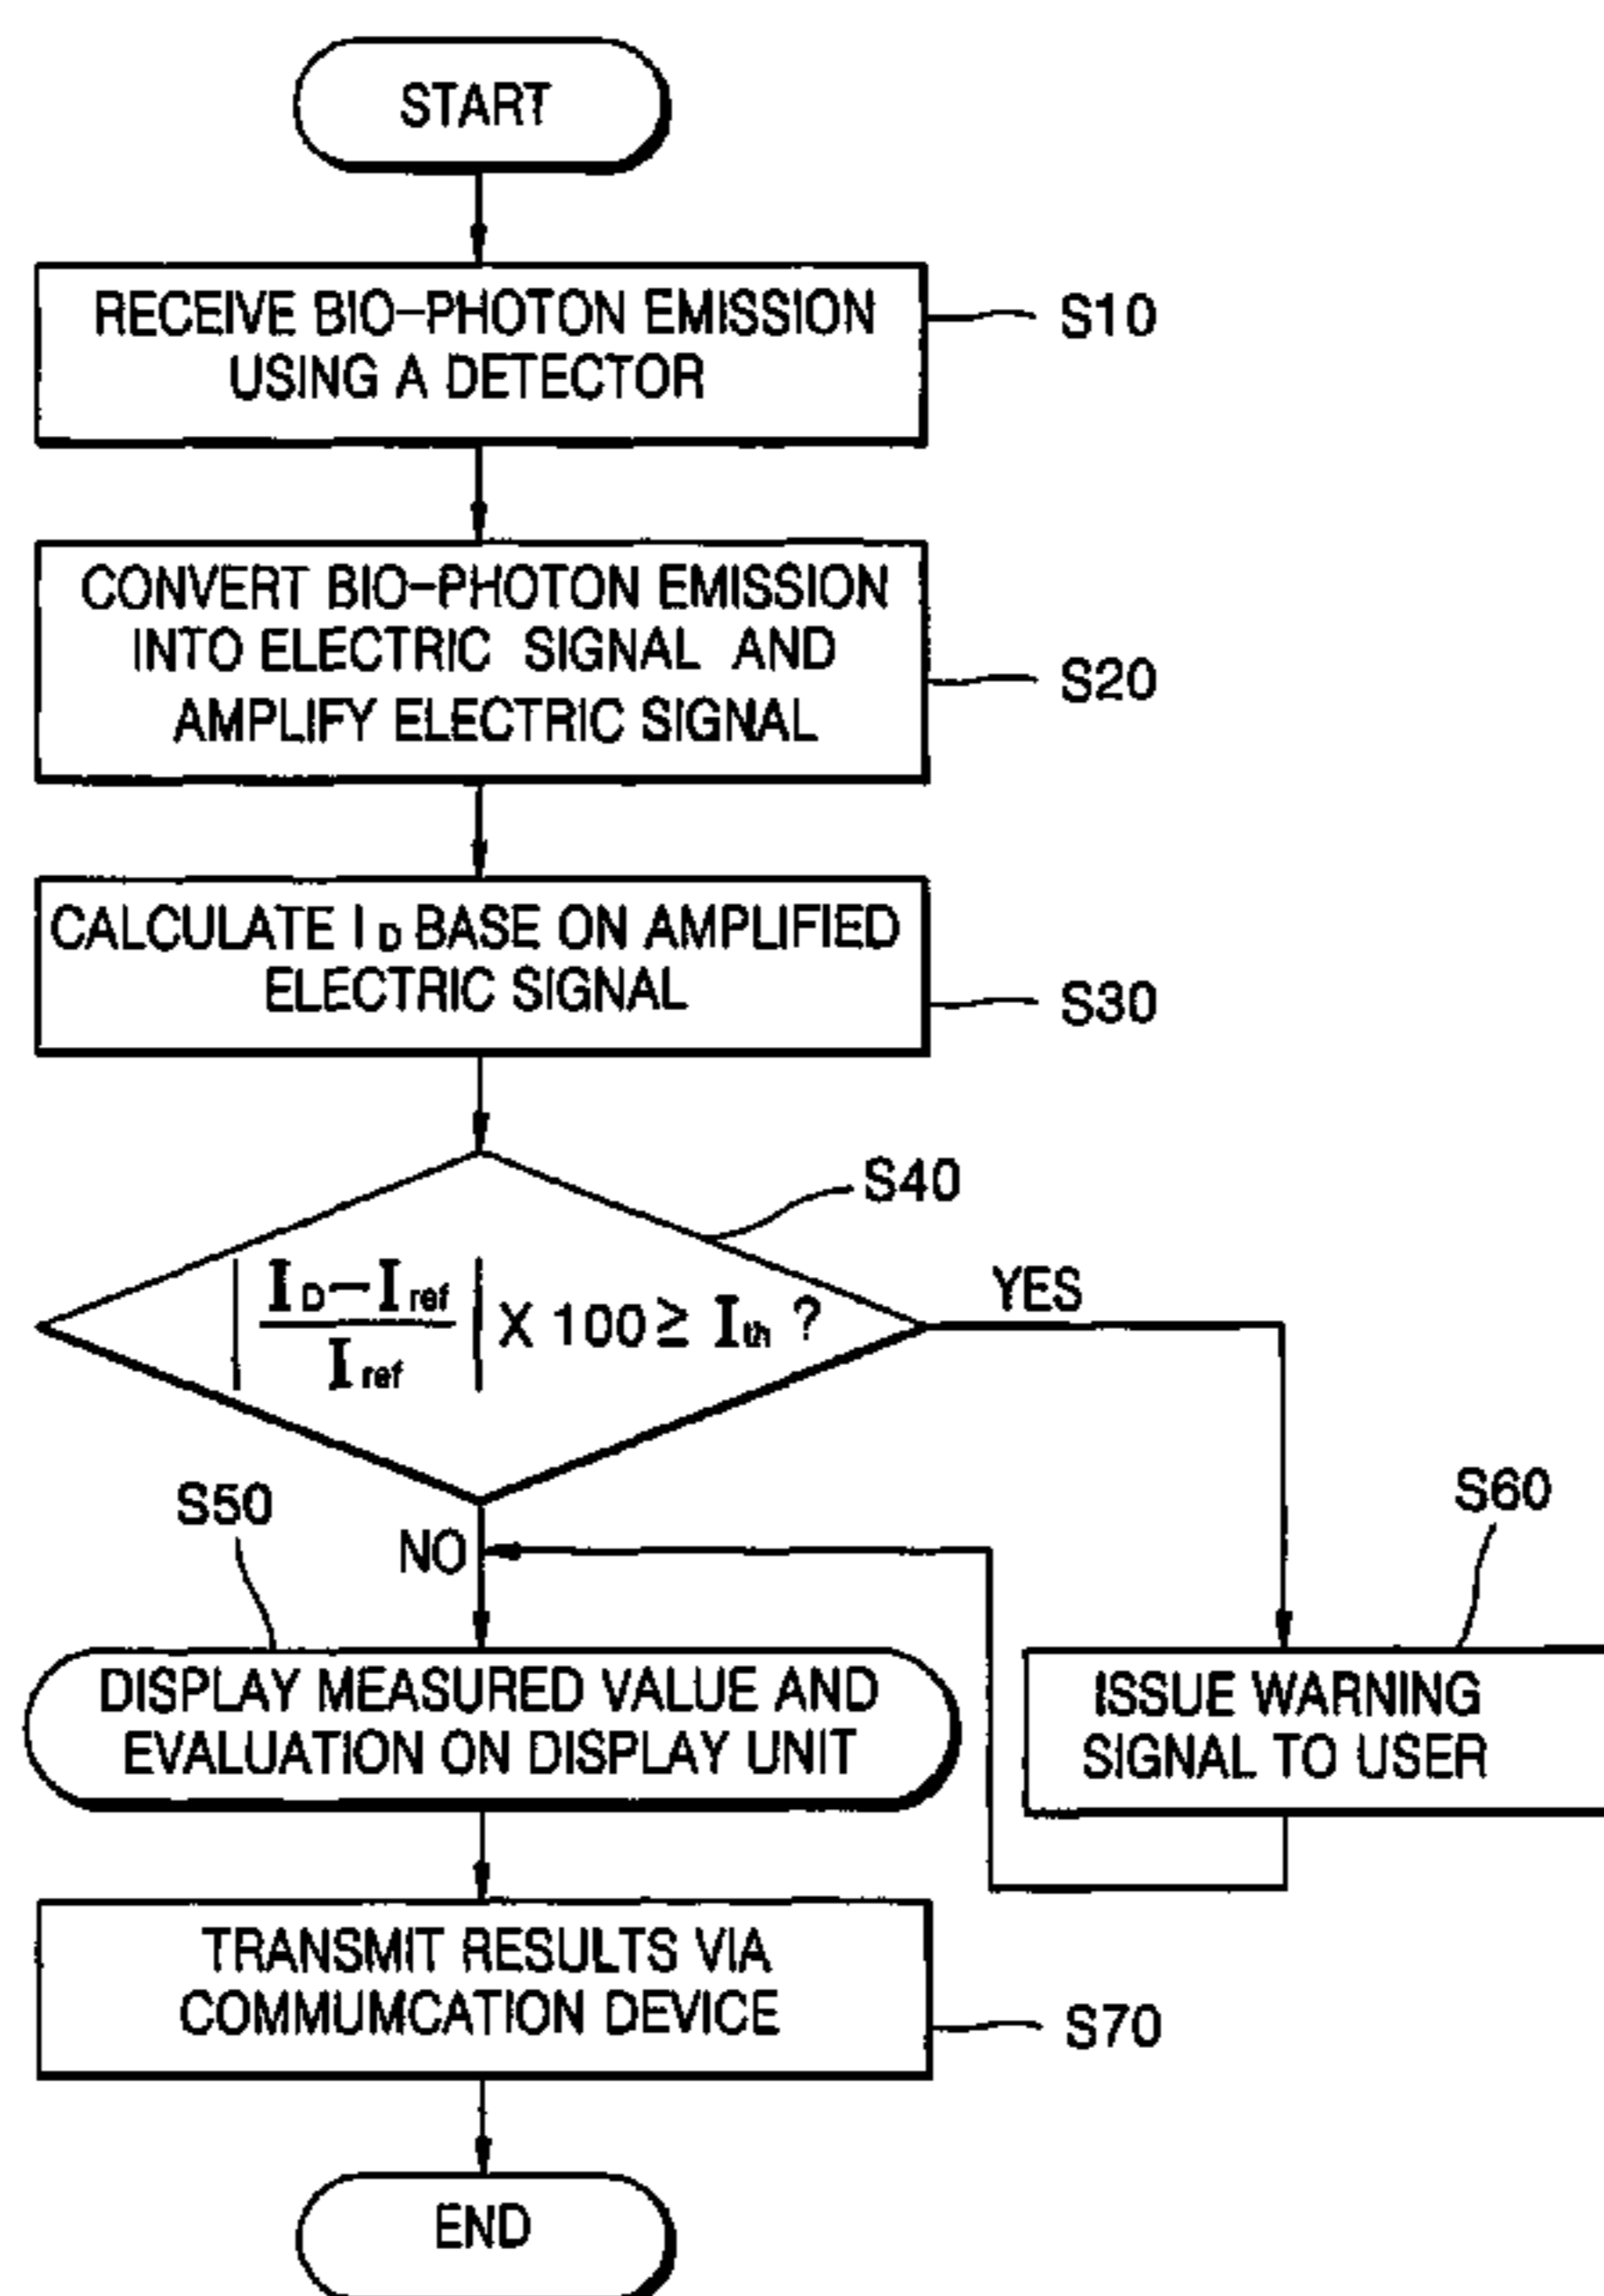 START
RECEIVE BIO-PHOTON EMISSION
USING A DETECTOR
S10
CONVERT BIO-PHOTON EMISSION
INTO ELECTRIC SIGNAL AND
AMPLIFY ELECTRIC SIGNAL
S20
CALCULATE I D BASE ON AMPLIFIED
ELECTRIC SIGNAL
S30
S40
| I D − I ref / I ref | X 100 ≥ I th ?
YES
NO
S50
DISPLAY MEASURED VALUE AND
EVALUATION ON DISPLAY UNIT
S60
ISSUE WARNING
SIGNAL TO USER
TRANSMIT RESULTS VIA
COMMUMCATION DEVICE
S70
END